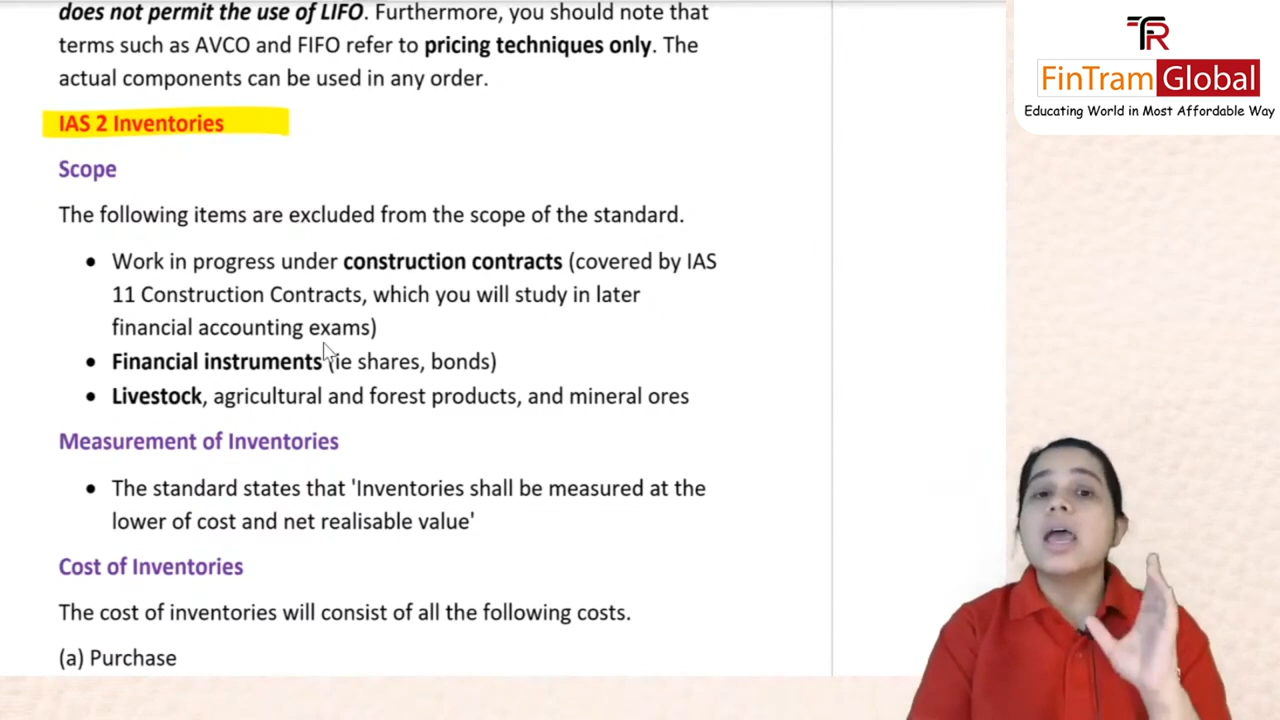 does not permit the use of LIFO. Furthermore, you should note that
terms such as AVCO and FIFO refer to pricing techniques only. The
actual components can be used in any order.
IAS 2 Inventories
Scope
The following items are excluded from the scope of the standard.
• Work in progress under construction contracts (covered by IAS
11 Construction Contracts, which you will study in later
financial accounting exams)
• Financial instruments (ie shares, bonds)
• Livestock, agricultural and forest products, and mineral ores
Measurement of Inventories
• The standard states that 'Inventories shall be measured at the
lower of cost and net realisable value'
Cost of Inventories
The cost of inventories will consist of all the following costs.
(a) Purchase
FinTram Global
Educating World in Most Affordable Way